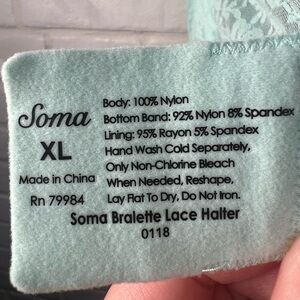 Soma
XL
Made in China
Rn 79984
Body: 100% Nylon
Bottom Band: 92% Nylon 8% Spandex
Lining: 95% Rayon 5% Spandex
Hand Wash Cold Separately,
Only Non-Chlorine Bleach
When Needed, Reshape,
Lay Flat To Dry, Do Not Iron.
Soma Bralette Lace Halter
0118